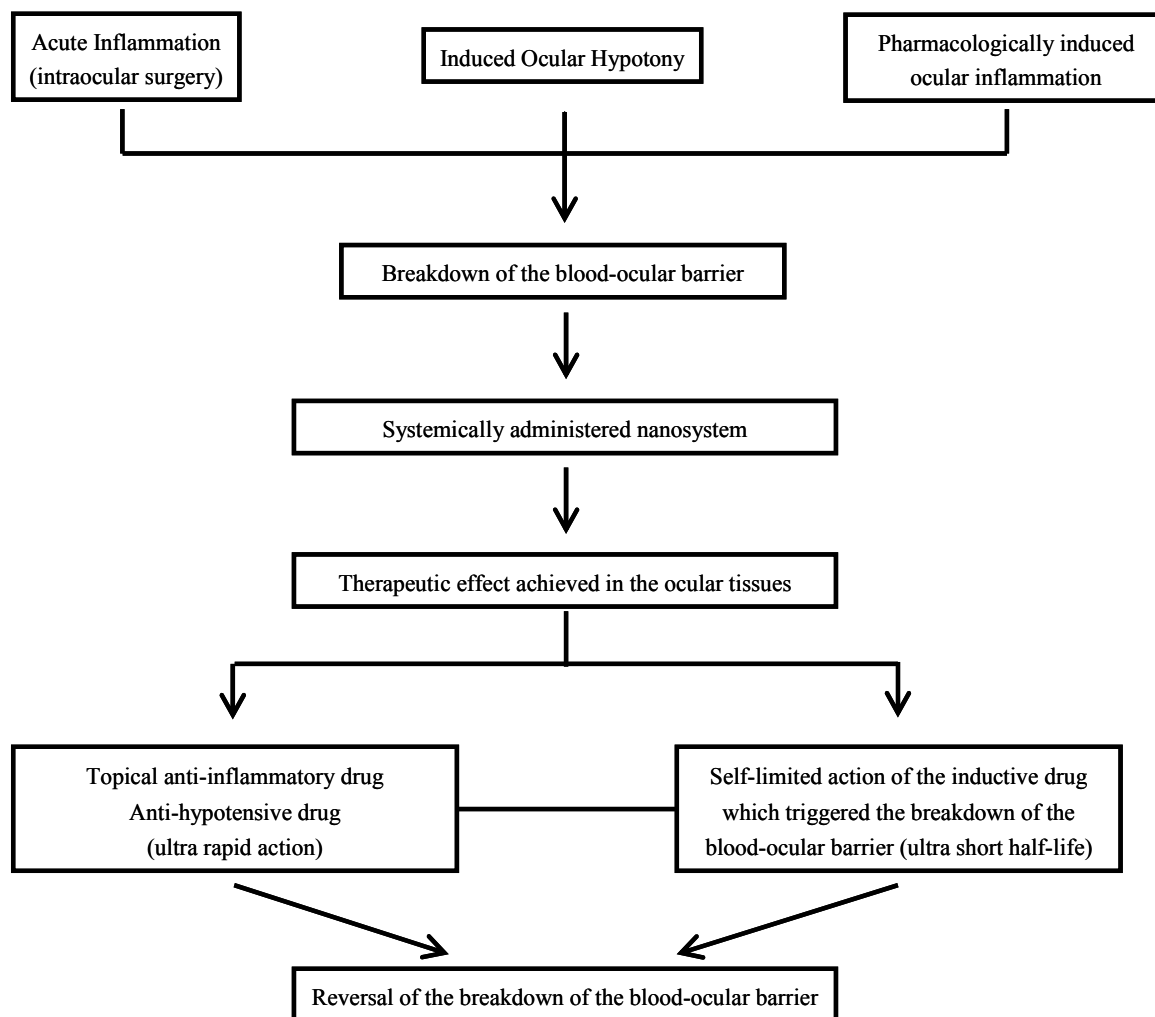 Acute Inflammation
(intraocular surgery)
Induced Ocular Hypotony
Pharmacologically induced
ocular inflammation
Breakdown of the blood-ocular barrier
Systemically administered nanosystem
Therapeutic effect achieved in the ocular tissues
Topical anti-inflammatory drug
Anti-hypotensive drug
(ultra rapid action)
Self-limited action of the inductive drug
which triggered the breakdown of the
blood-ocular barrier (ultra short half-life)
Reversal of the breakdown of the blood-ocular barrier